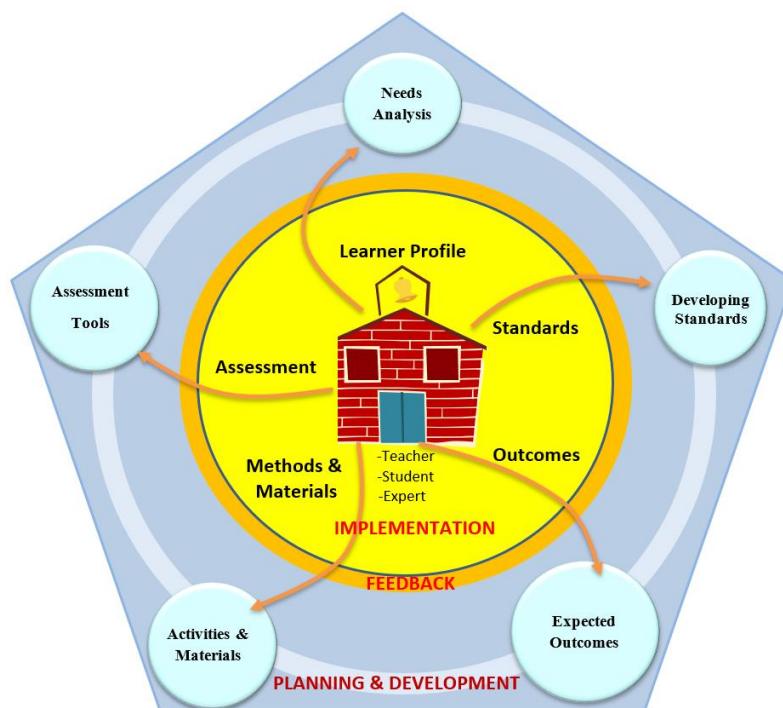 Needs
Analysis
Learner Profile
Assessment
Tools
Developing
Standards
Standards
Assessment
Methods &
Materials
-Teacher
-Student
-Expert
Outcomes
IMPLEMENTATION
FEEDBACK
Activities &
Materials
Expected
Outcomes
PLANNING & DEVELOPMENT